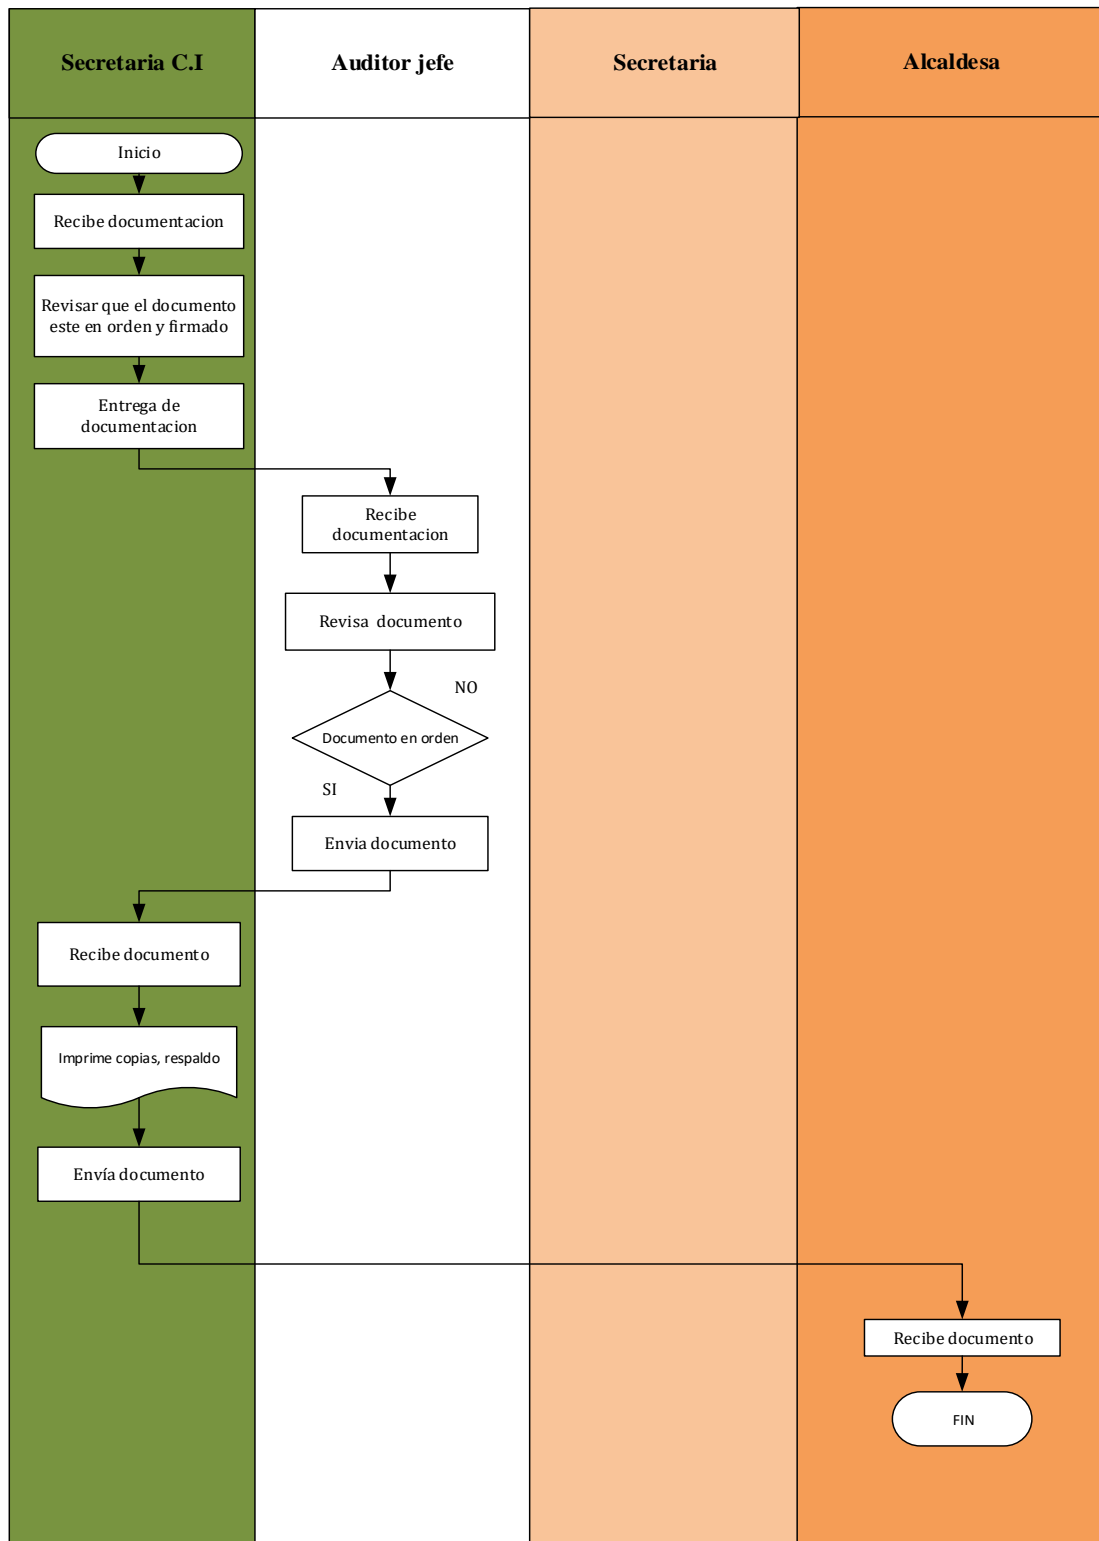 Secretaria C.I
Auditor jefe
Secretaria
Alcaldesa
Inicio
Recibe documentacion
Revisar que el documento
este en orden y firmado
Entrega de
documentacion
Recibe
documentacion
Revisa  documento
NO
Documento en orden
SI
Envia documento
Recibe documento
Imprime copias, respaldo
Envía documento
Recibe documento
FIN